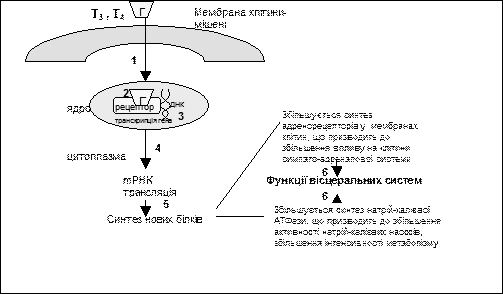 Т₃ , Т₄
Г
Мембрана клітини-
мішені
1
2
Г
рецептор
ДНК
транскрипція гена
3
ядро
4
цитоплазма
мРНК
трансляція
5
Синтез нових білків
Збільшується синтез
адренорецепторів у мембранах
клітин, що призводить до
збільшення впливу на клітини
симпато-адреналової системи
6
Функції вісцеральних систем
6
Збільшується синтез натрій-калієвої
АТФази, що призводить до збільшення
активності натрій-калієвих насосів,
збільшення інтенсивності метаболізму